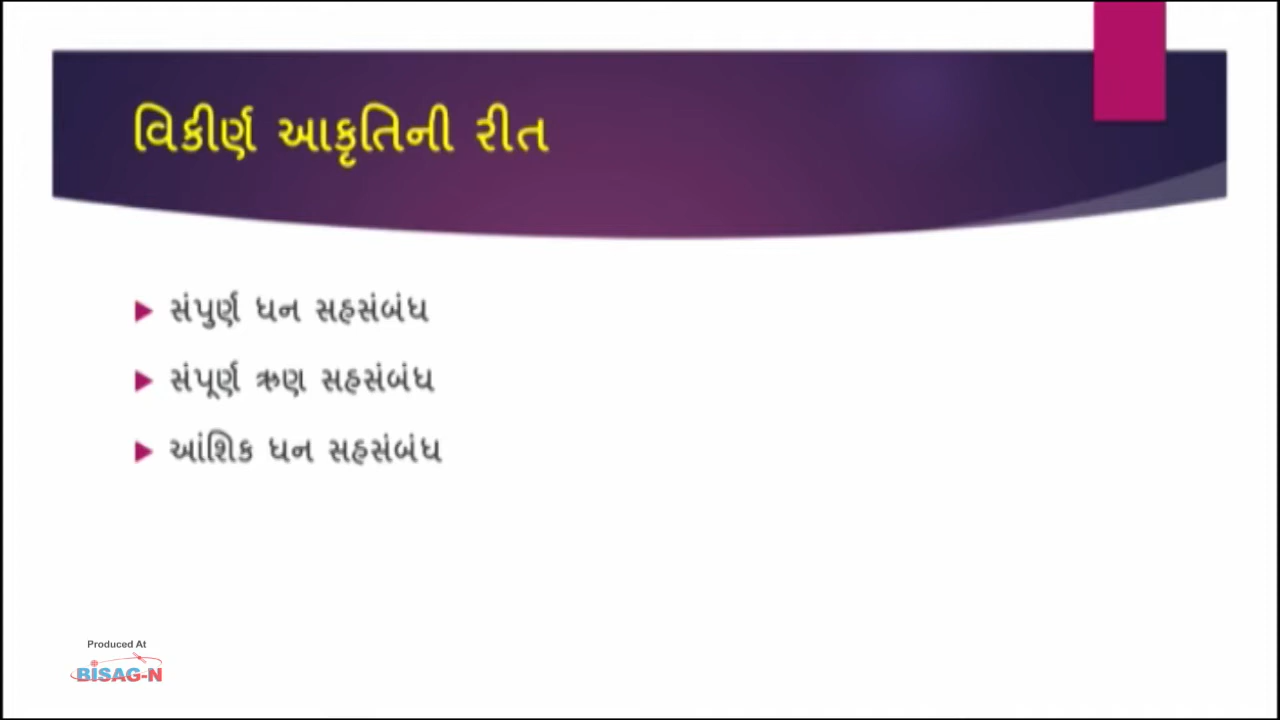 વિકીર્ણ આકૃતિની રીત
સંપુર્ણ ધન સહસંબંધ
સંપૂર્ણ ઋણ સહસંબંધ
આંશિક ધન સહસંબંધ
Produced At
BISAG-N